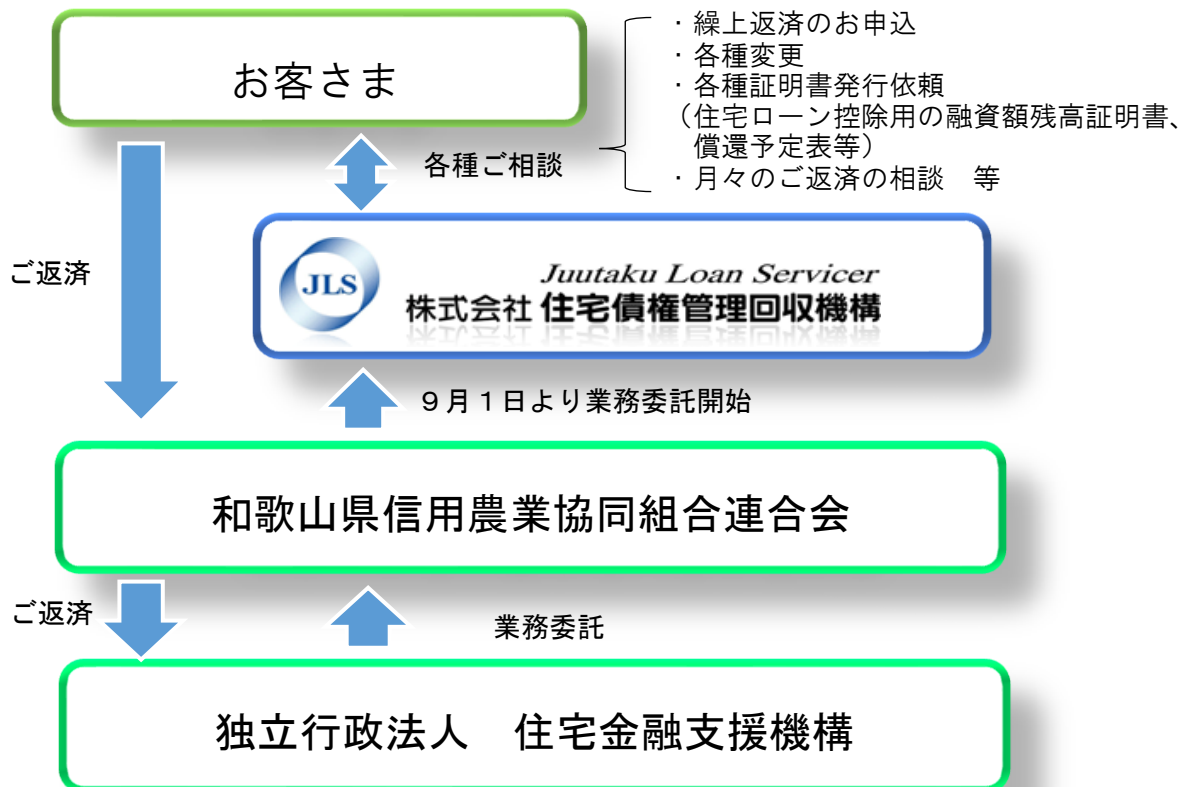 お客さま
・繰上返済のお申込
・各種変更
・各種証明書発行依頼
（住宅ローン控除用の融資額残高証明書、
償還予定表等）
・月々のご返済の相談　等
各種ご相談
ご返済
JLS
Juutaku Loan Servicer
株式会社 住宅債権管理回収機構
９月１日より業務委託開始
和歌山県信用農業協同組合連合会
ご返済
業務委託
独立行政法人　住宅金融支援機構